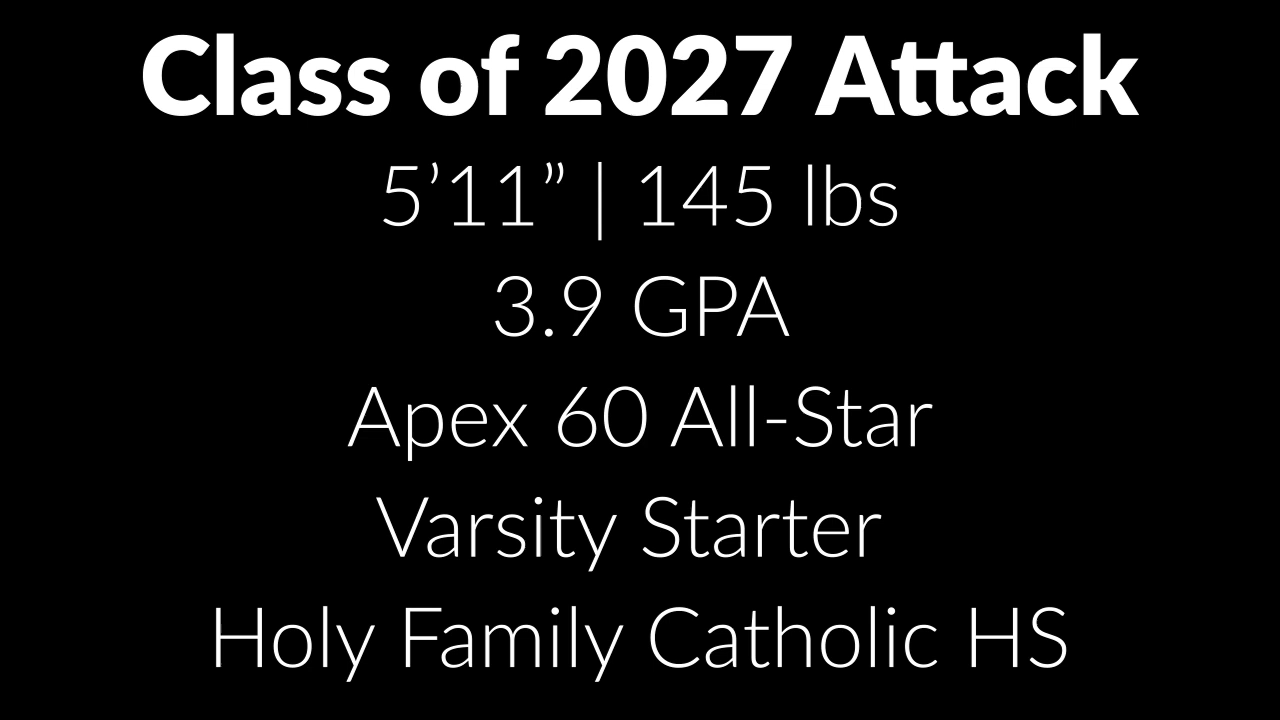 Class of 2027 Attack
5’11” | 145 lbs
3.9 GPA
Apex 60 All-Star
Varsity Starter
Holy Family Catholic HS